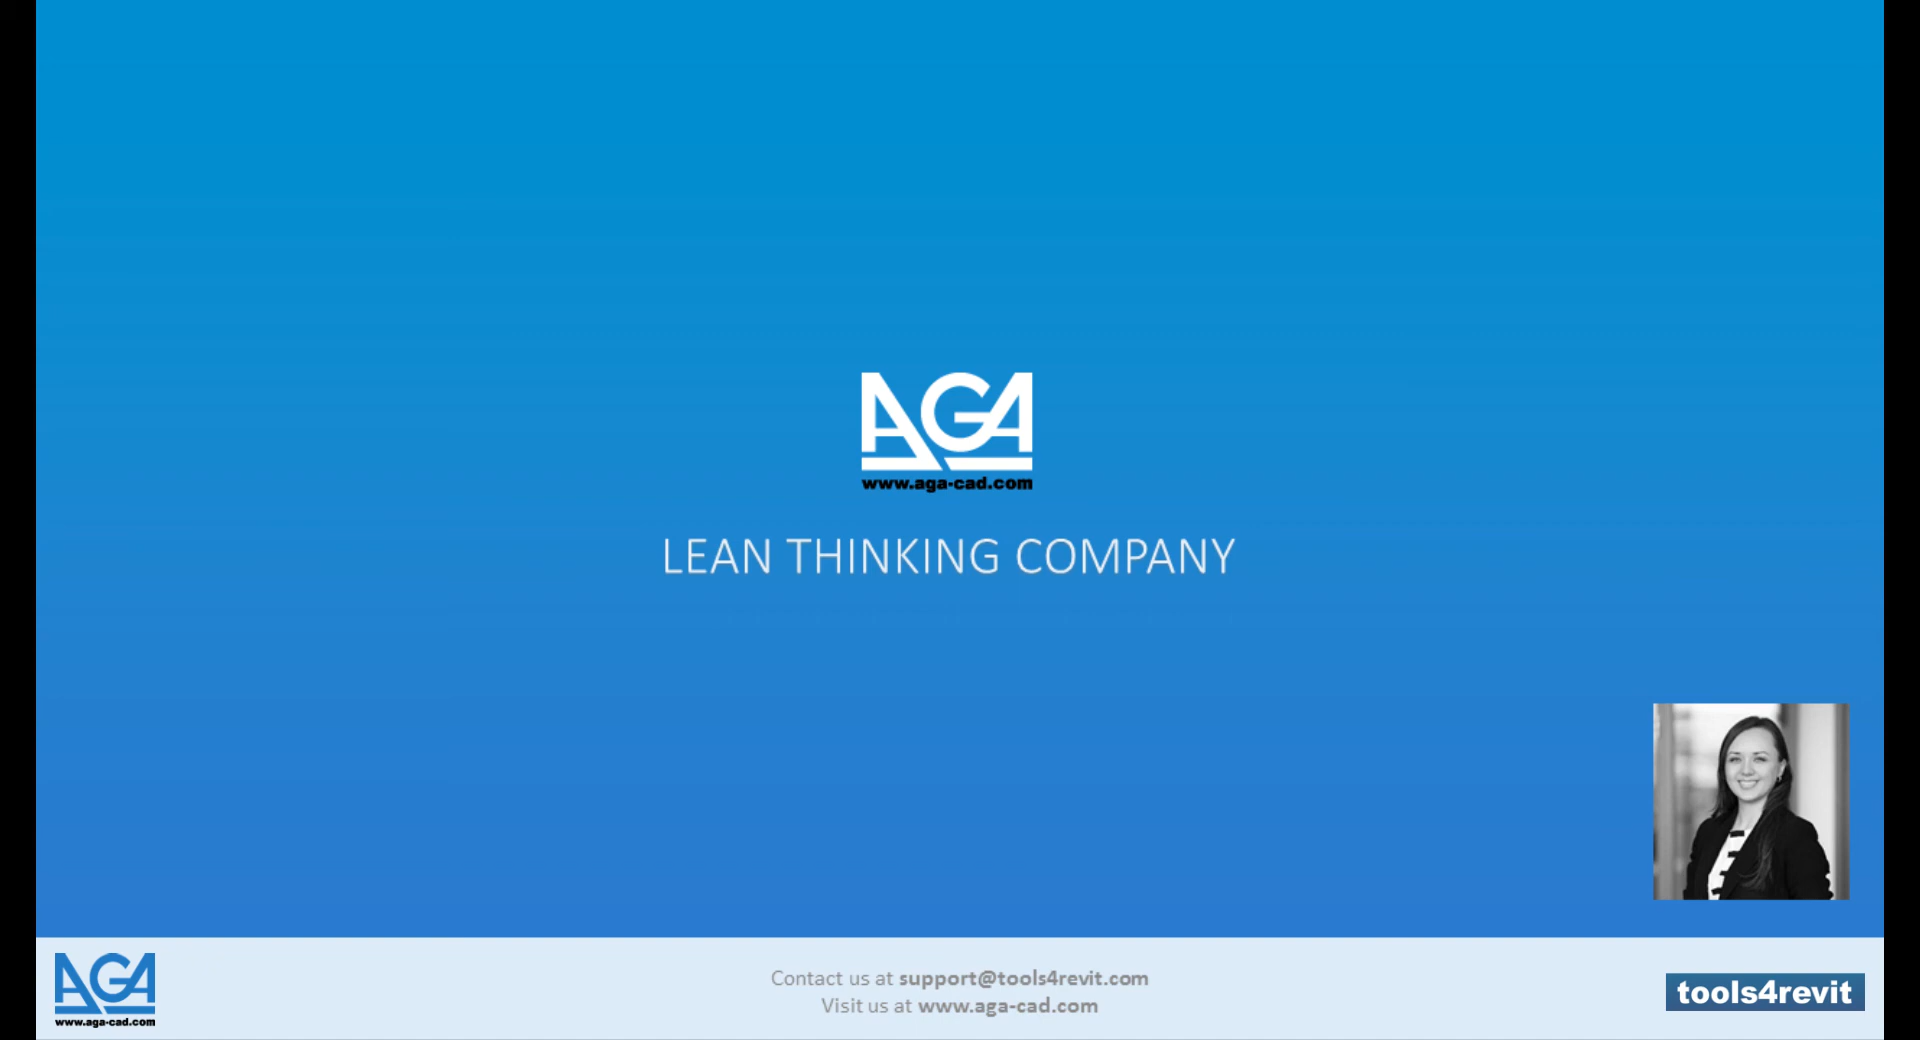 AGA
www.aga-cad.com
LEAN THINKING COMPANY
AGA
www.aga-cad.com
Contact us at support@tools4revit.com
Visit us at www.aga-cad.com
tools4revit